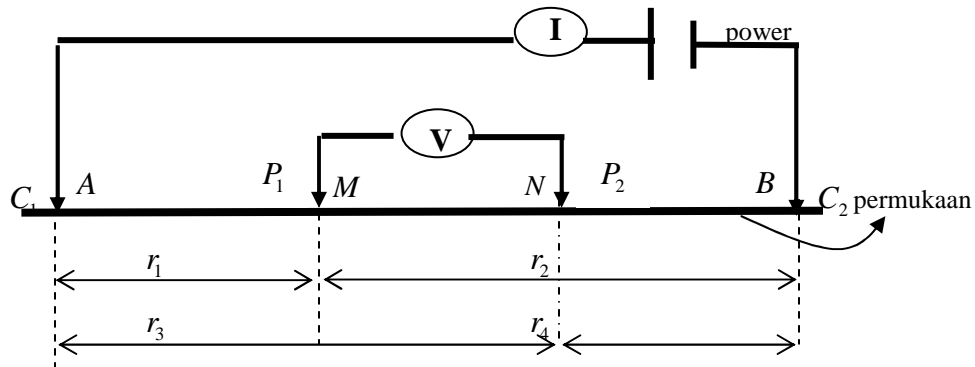 I
power
V
C₁ A P₁ M N P₂ B C₂ permukaan
r₁ r₂
r₃ r₄